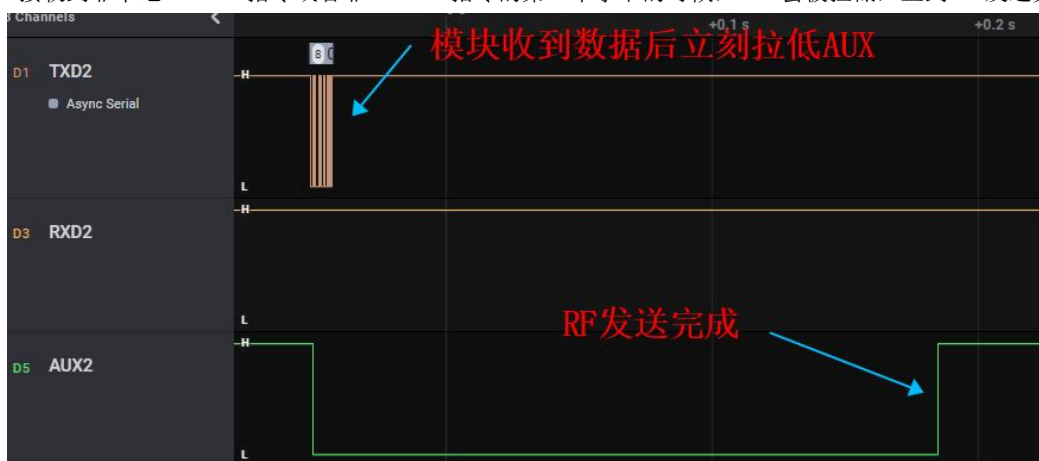 Channels
+0.1 s
+0.2 s
模块收到数据后立刻拉低AUX
8
D1 TXD2
H
Async Serial
L
H
D3 RXD2
L
RF发送完成
H
D5 AUX2
L